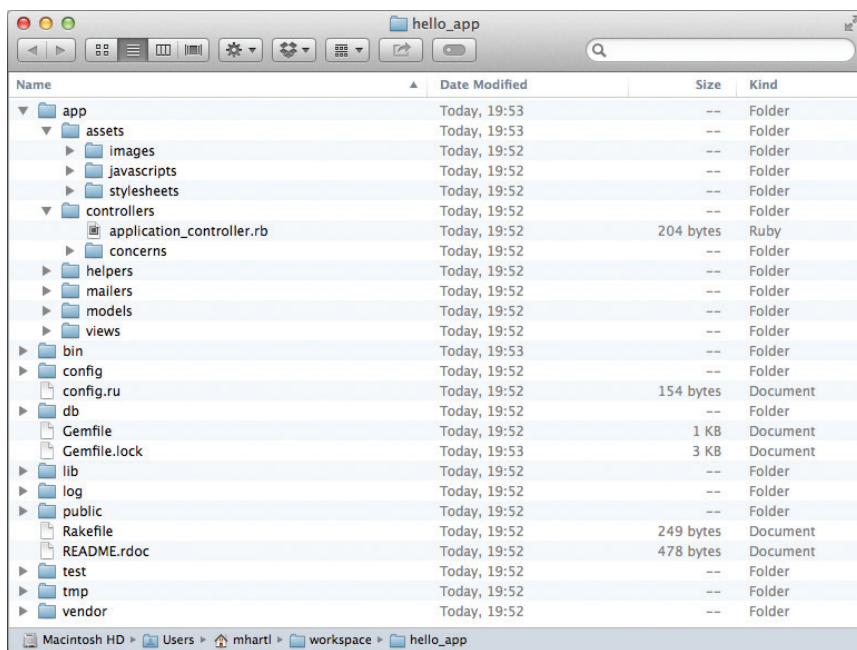 hello_app
Name Date Modified Size Kind
app Today, 19:53 -- Folder
assets Today, 19:53 -- Folder
images Today, 19:52 -- Folder
javascripts Today, 19:52 -- Folder
stylesheets Today, 19:52 -- Folder
controllers Today, 19:52 -- Folder
application_controller.rb Today, 19:52 204 bytes Ruby
concerns Today, 19:52 -- Folder
helpers Today, 19:52 -- Folder
mailers Today, 19:52 -- Folder
models Today, 19:52 -- Folder
views Today, 19:52 -- Folder
bin Today, 19:53 -- Folder
config Today, 19:52 -- Folder
config.ru Today, 19:52 154 bytes Document
db Today, 19:52 -- Folder
Gemfile Today, 19:52 1 KB Document
Gemfile.lock Today, 19:53 3 KB Document
lib Today, 19:52 -- Folder
log Today, 19:52 -- Folder
public Today, 19:52 -- Folder
Rakefile Today, 19:52 249 bytes Document
README.rdoc Today, 19:52 478 bytes Document
test Today, 19:52 -- Folder
tmp Today, 19:52 -- Folder
vendor Today, 19:52 -- Folder
Macintosh HD Users mhartl workspace hello_app